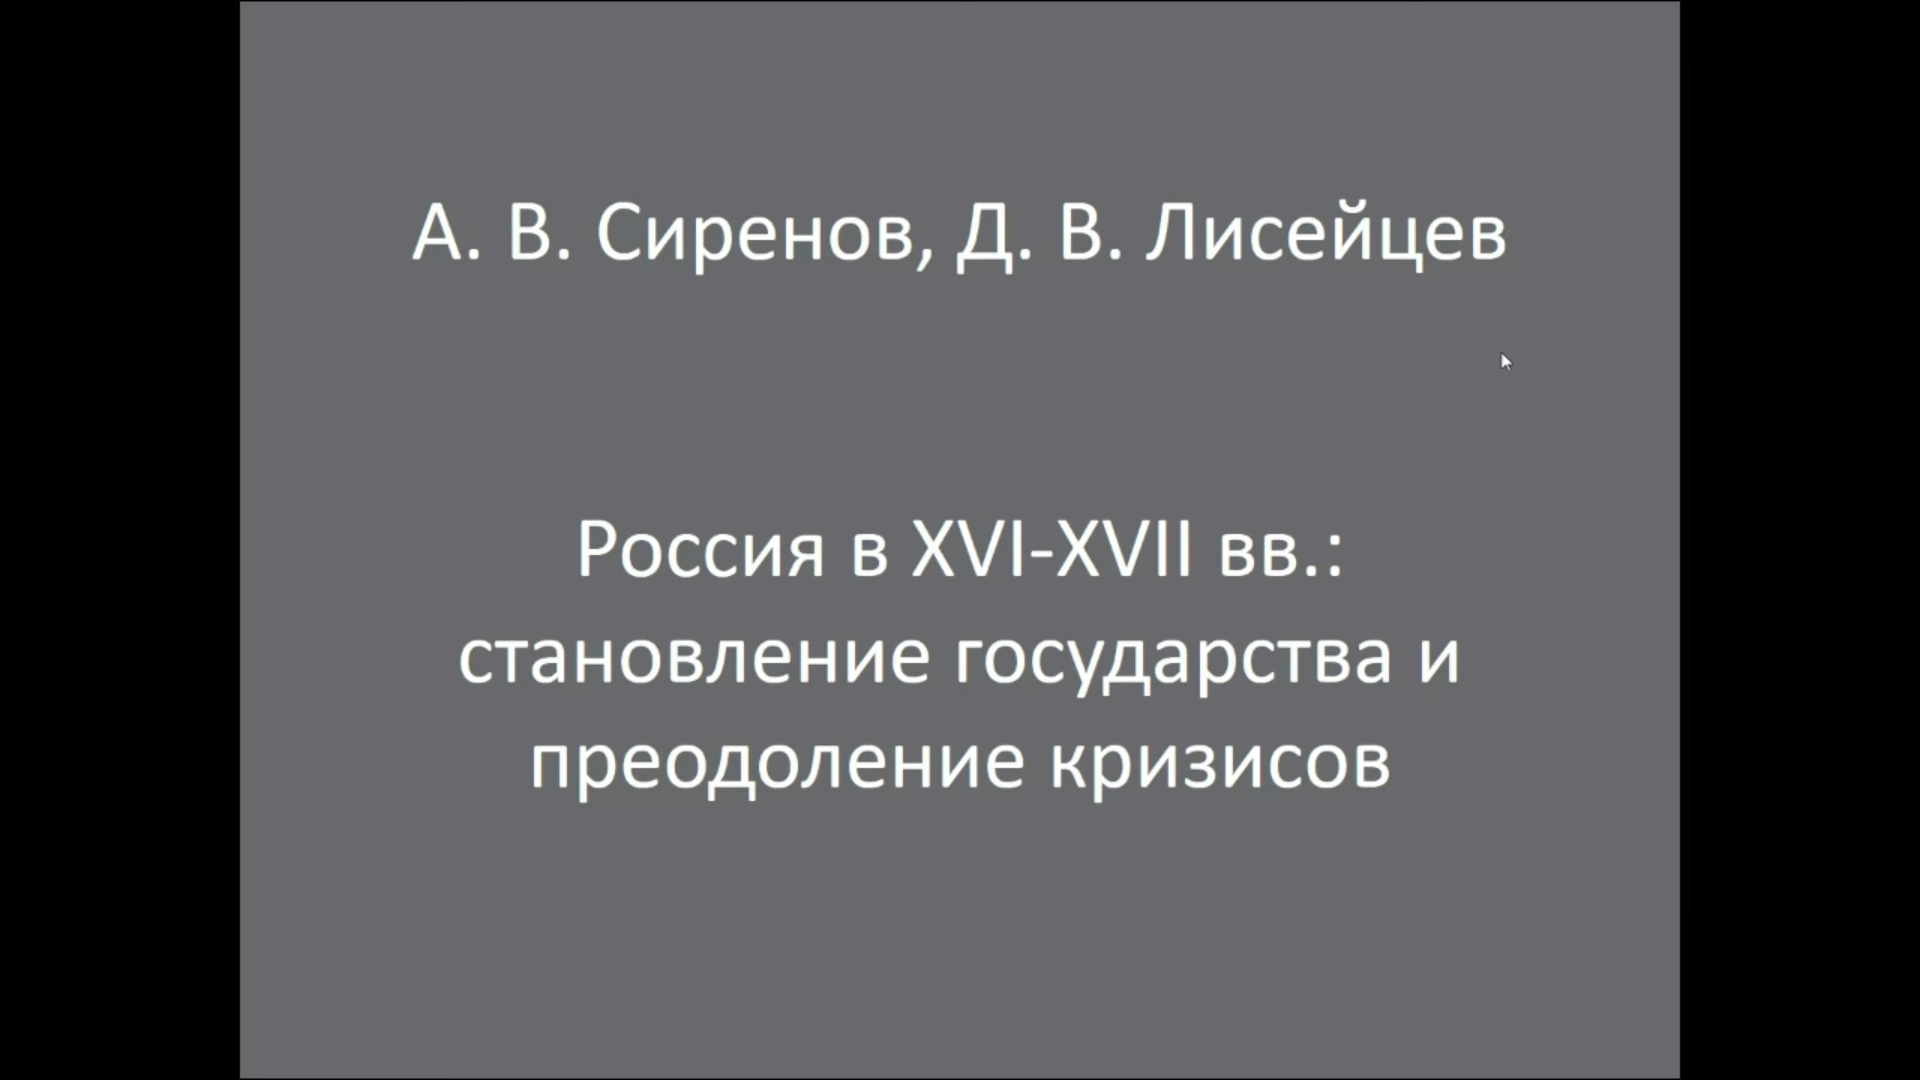 А. В. Сиренов, Д. В. Лисейцев
Россия в XVI-XVII вв.:
становление государства и
преодоление кризисов